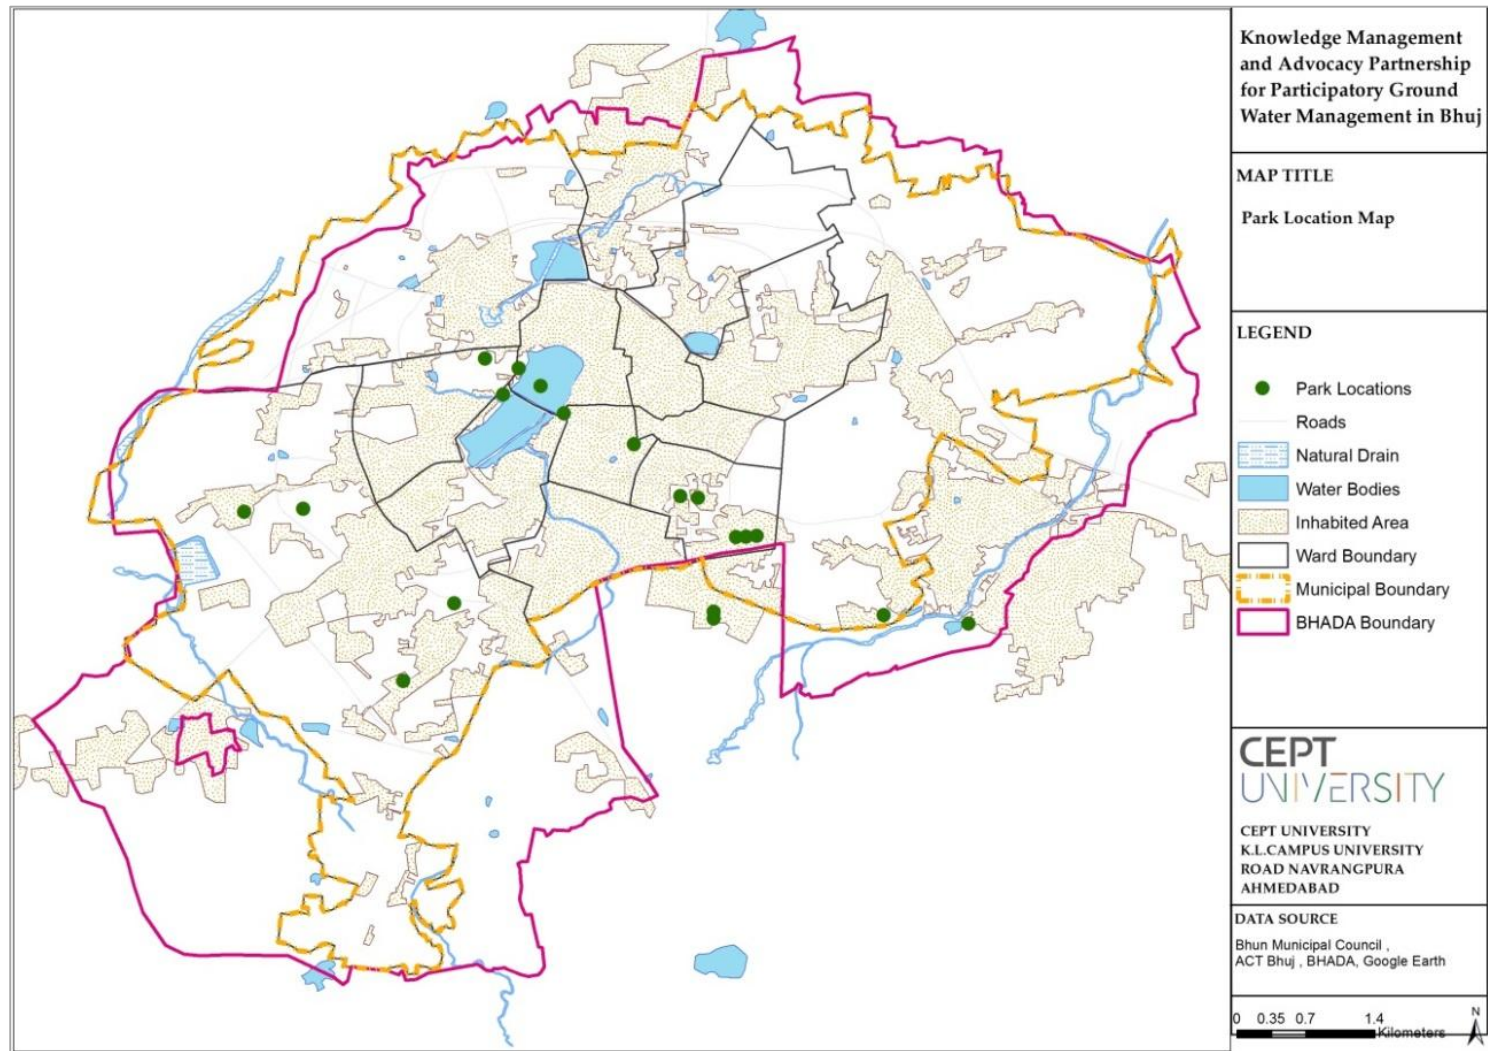 Knowledge Management
and Advocacy Partnership
for Participatory Ground
Water Management in Bhuj
MAP TITLE
Park Location Map
LEGEND
Park Locations
Roads
Natural Drain
Water Bodies
Inhabited Area
Ward Boundary
Municipal Boundary
BHADA Boundary
CEPT
UNIVERSITY
CEPT UNIVERSITY
K.L.CAMPUS UNIVERSITY
ROAD NAVRANGPURA
AHMEDABAD
DATA SOURCE
Bhun Municipal Council ,
ACT Bhuj , BHADA, Google Earth
N
0 0.35 0.7 1.4
Kilometers